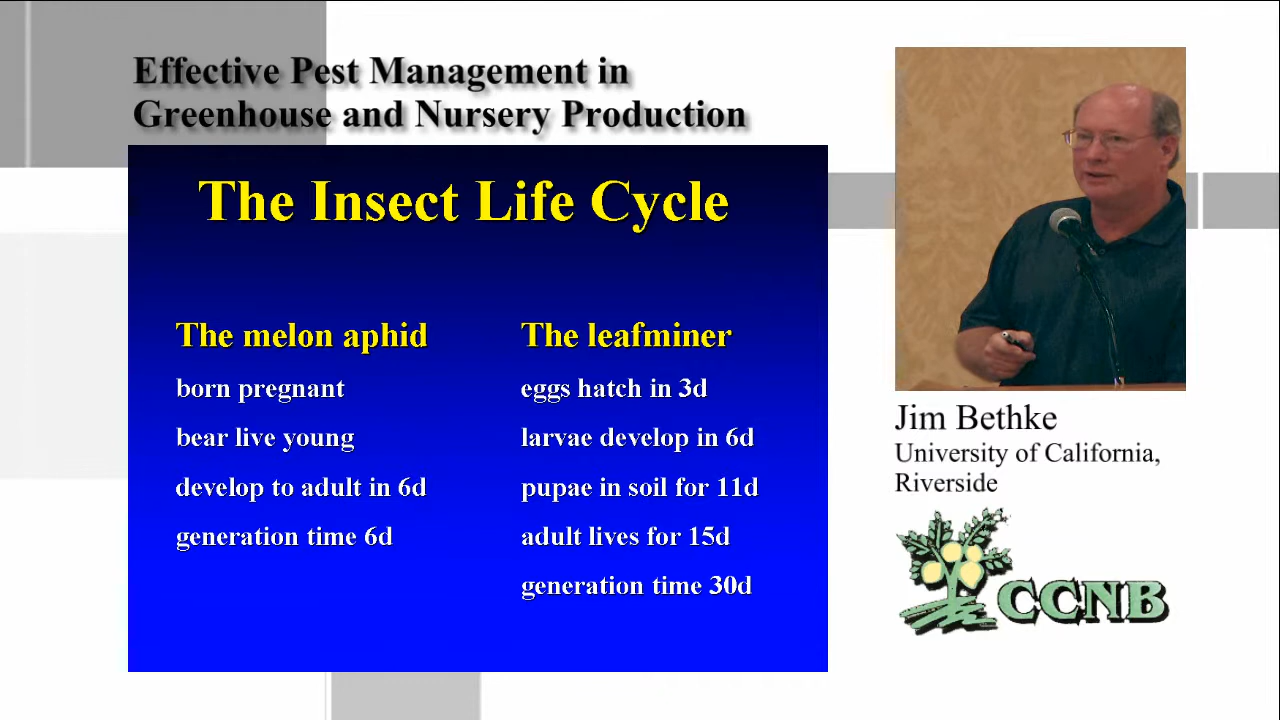 Effective Pest Management in
Greenhouse and Nursery Production
The Insect Life Cycle
The melon aphid
born pregnant
bear live young
develop to adult in 6d
generation time 6d
The leafminer
eggs hatch in 3d
larvae develop in 6d
pupae in soil for 11d
adult lives for 15d
generation time 30d
Jim Bethke
University of California,
Riverside
CCNB